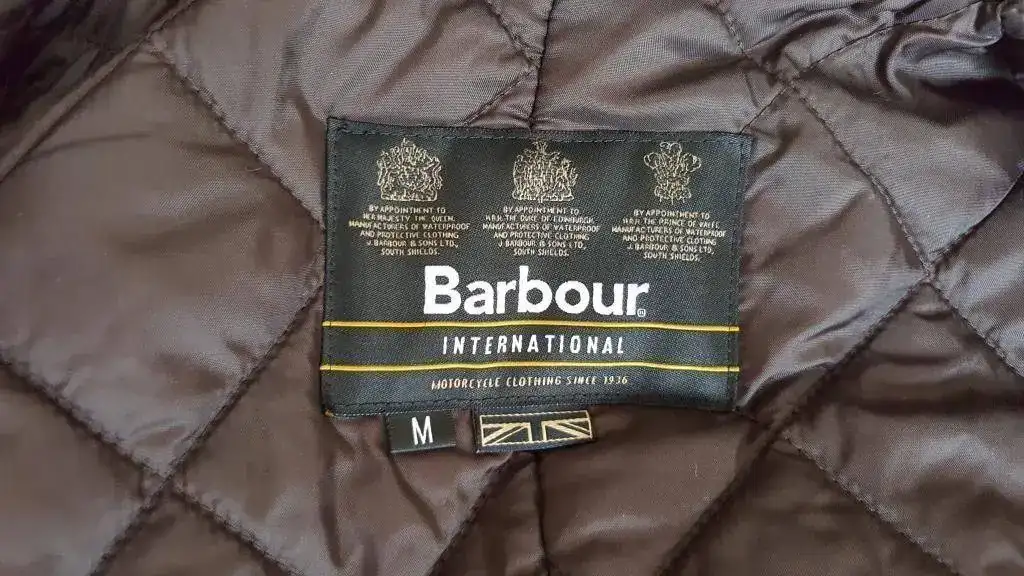 BY APPOINTMENT TO
HER MAJESTY THE QUEEN.
MANUFACTURERS OF WATERPROOF
AND PROTECTIVE CLOTHING
J. BARBOUR & SONS LTD.,
SOUTH SHIELDS.
BY APPOINTMENT TO
H.R.H. THE DUKE OF EDINBURGH.
MANUFACTURERS OF WATERPROOF
AND PROTECTIVE CLOTHING
J. BARBOUR & SONS LTD.,
SOUTH SHIELDS.
BY APPOINTMENT TO
H.R.H. THE PRINCE OF WALES.
MANUFACTURERS OF WATERPROOF
AND PROTECTIVE CLOTHING
J. BARBOUR & SONS LTD.,
SOUTH SHIELDS.
Barbour®
INTERNATIONAL
MOTORCYCLE CLOTHING SINCE 1936
M